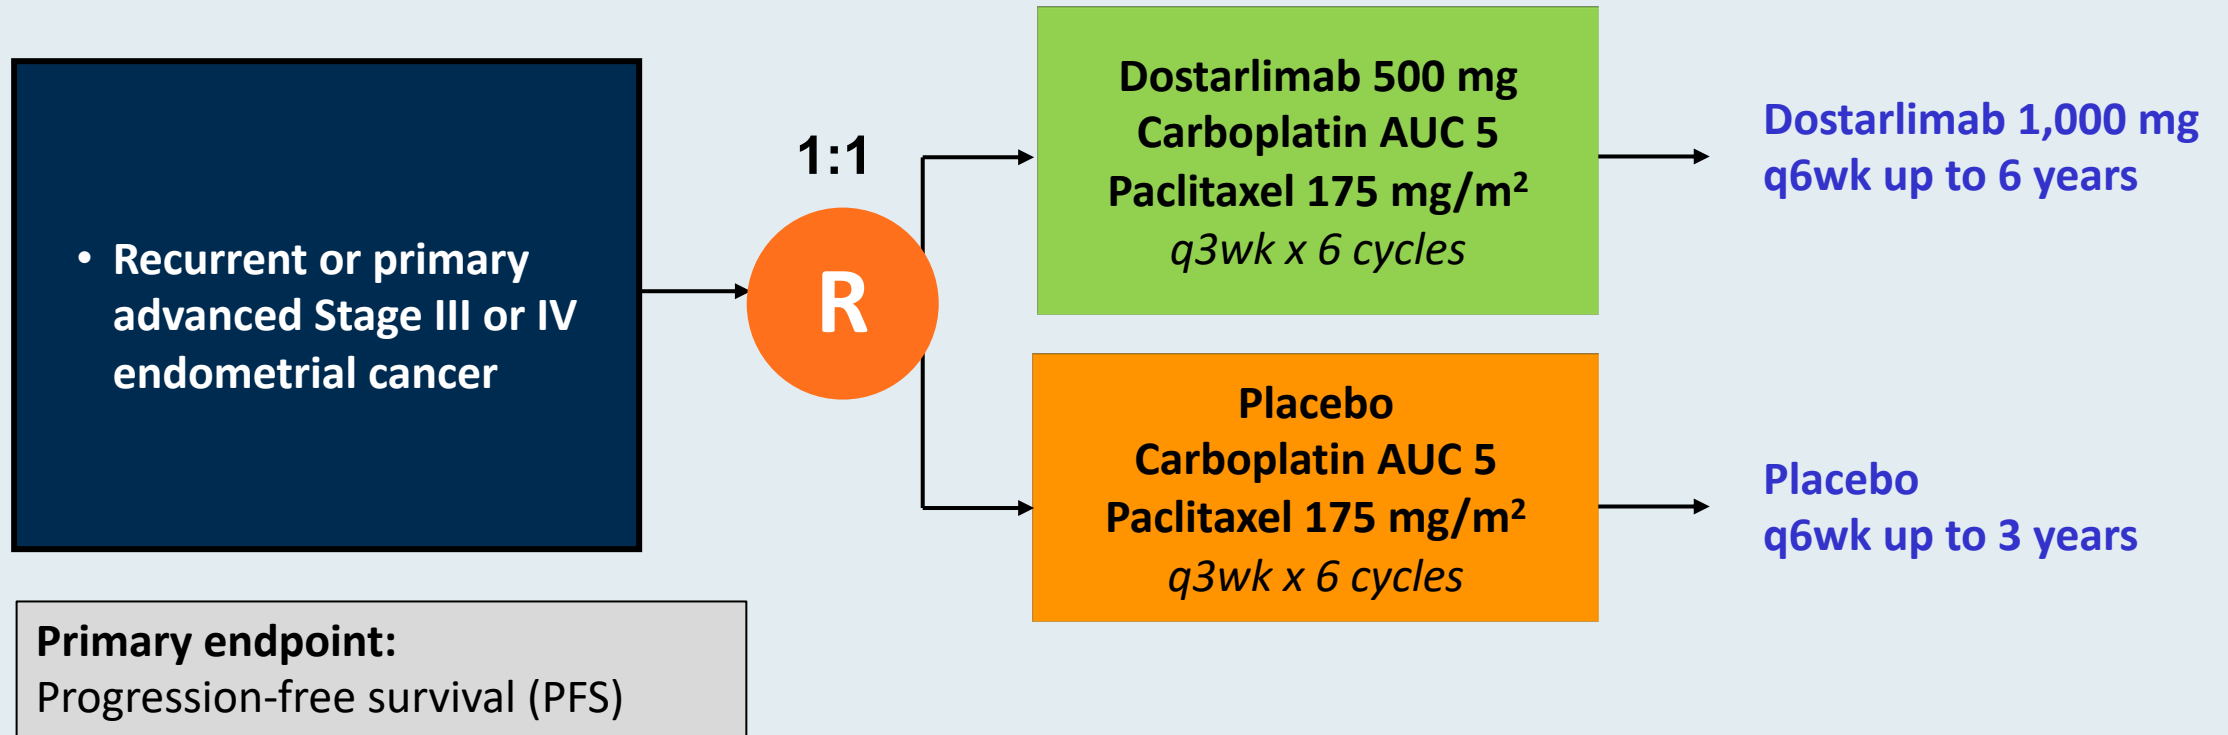 • Recurrent or primary
advanced Stage III or IV
endometrial cancer
Primary endpoint:
Progression-free survival (PFS)
1:1
R
Dostarlimab 500 mg
Carboplatin AUC 5
Paclitaxel 175 mg/m²
q3wk x 6 cycles
Dostarlimab 1,000 mg
q6wk up to 6 years
Placebo
Carboplatin AUC 5
Paclitaxel 175 mg/m²
q3wk x 6 cycles
Placebo
q6wk up to 3 years